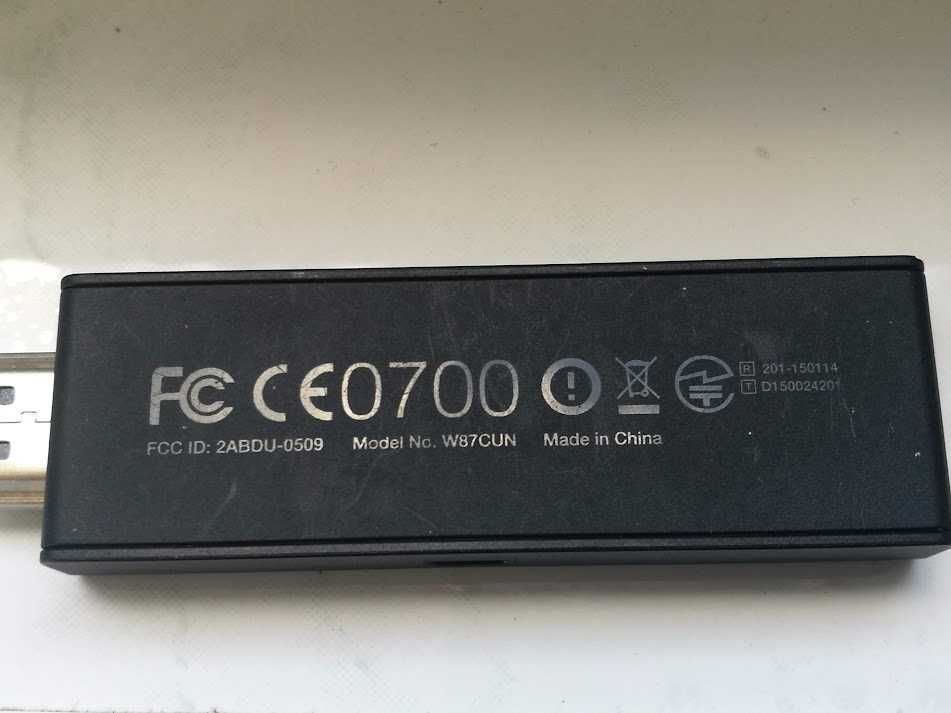 FC CE0700 R 201-150114
T D150024201
FCC ID: 2ABDU-0509 Model No. W87CUN Made in China